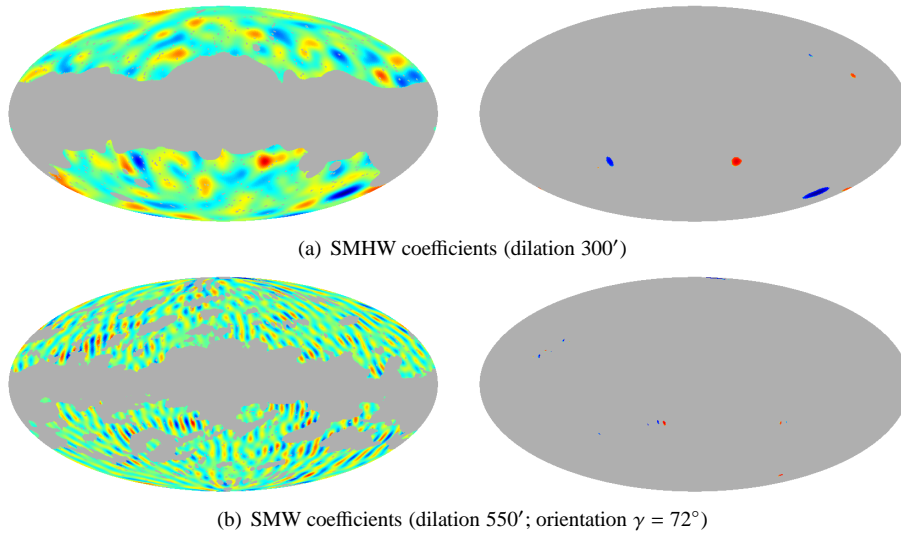 (a) SMHW coefficients (dilation 300′)
(b) SMW coefficients (dilation 550′; orientation γ = 72°)